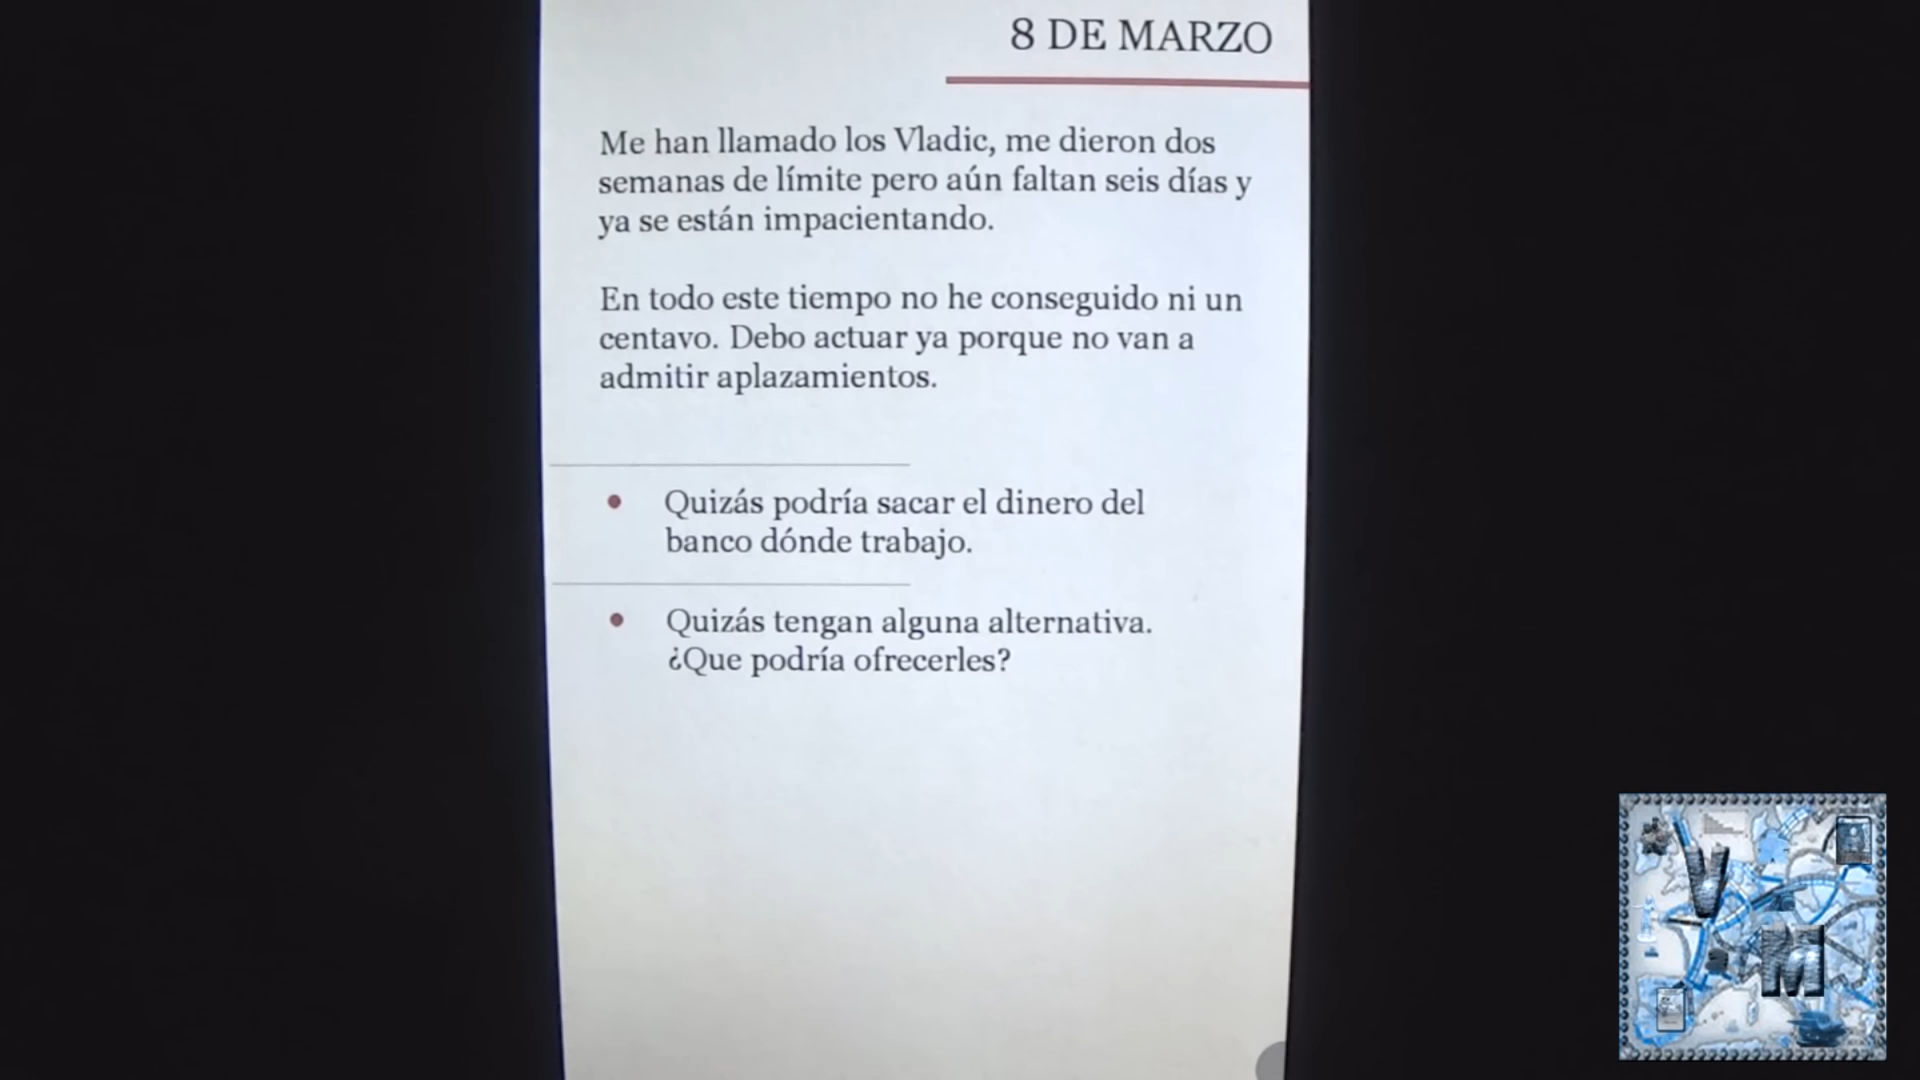 8 DE MARZO
Me han llamado los Vladic, me dieron dos
semanas de límite pero aún faltan seis días y
ya se están impacientando.
En todo este tiempo no he conseguido ni un
centavo. Debo actuar ya porque no van a
admitir aplazamientos.
Quizás podría sacar el dinero del
banco dónde trabajo.
Quizás tengan alguna alternativa.
¿Que podría ofrecerles?
V
M